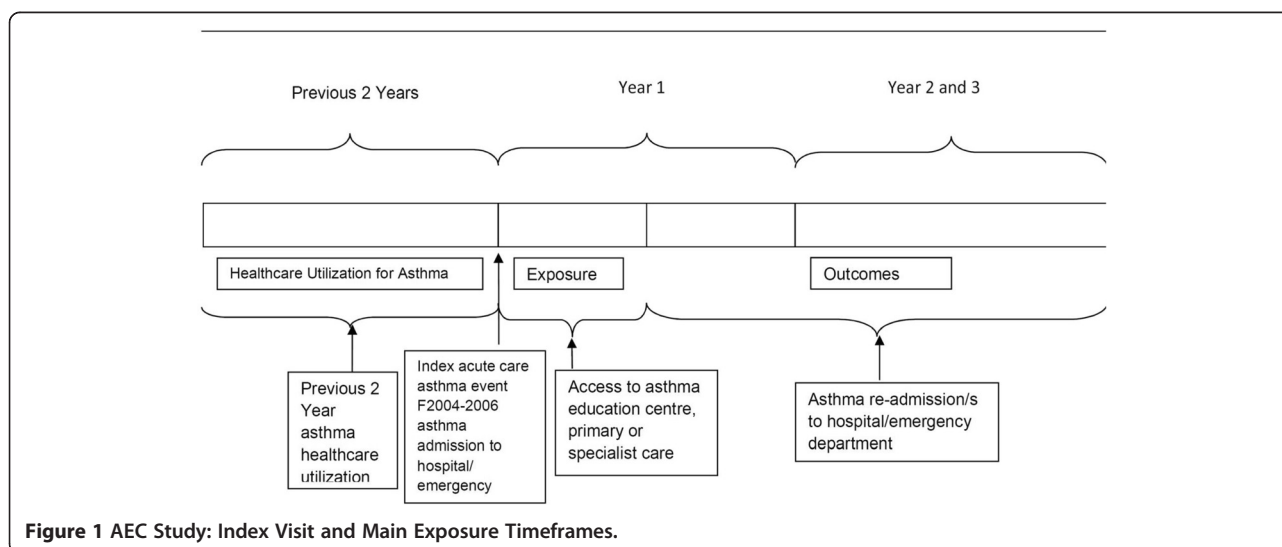 Previous 2 Years
Year 1
Year 2 and 3
Healthcare Utilization for Asthma
Exposure
Outcomes
Previous 2
Year
asthma
healthcare
utilization
Index acute care
asthma event
F2004-2006
asthma
admission to
hospital/
emergency
Access to asthma
education centre,
primary or
specialist care
Asthma re-admission/s
to hospital/emergency
department
Figure 1 AEC Study: Index Visit and Main Exposure Timeframes.